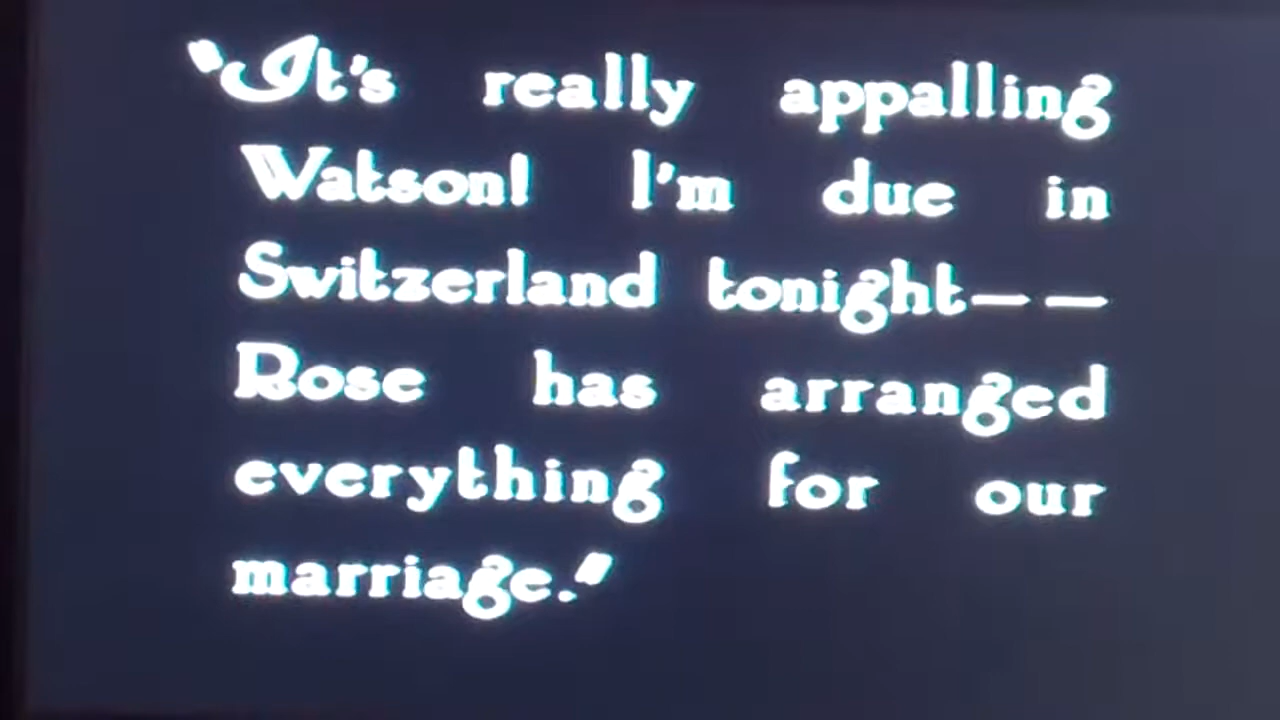 "It's really appalling
Watson! I'm due in
Switzerland tonight——
Rose has arranged
everything for our
marriage."